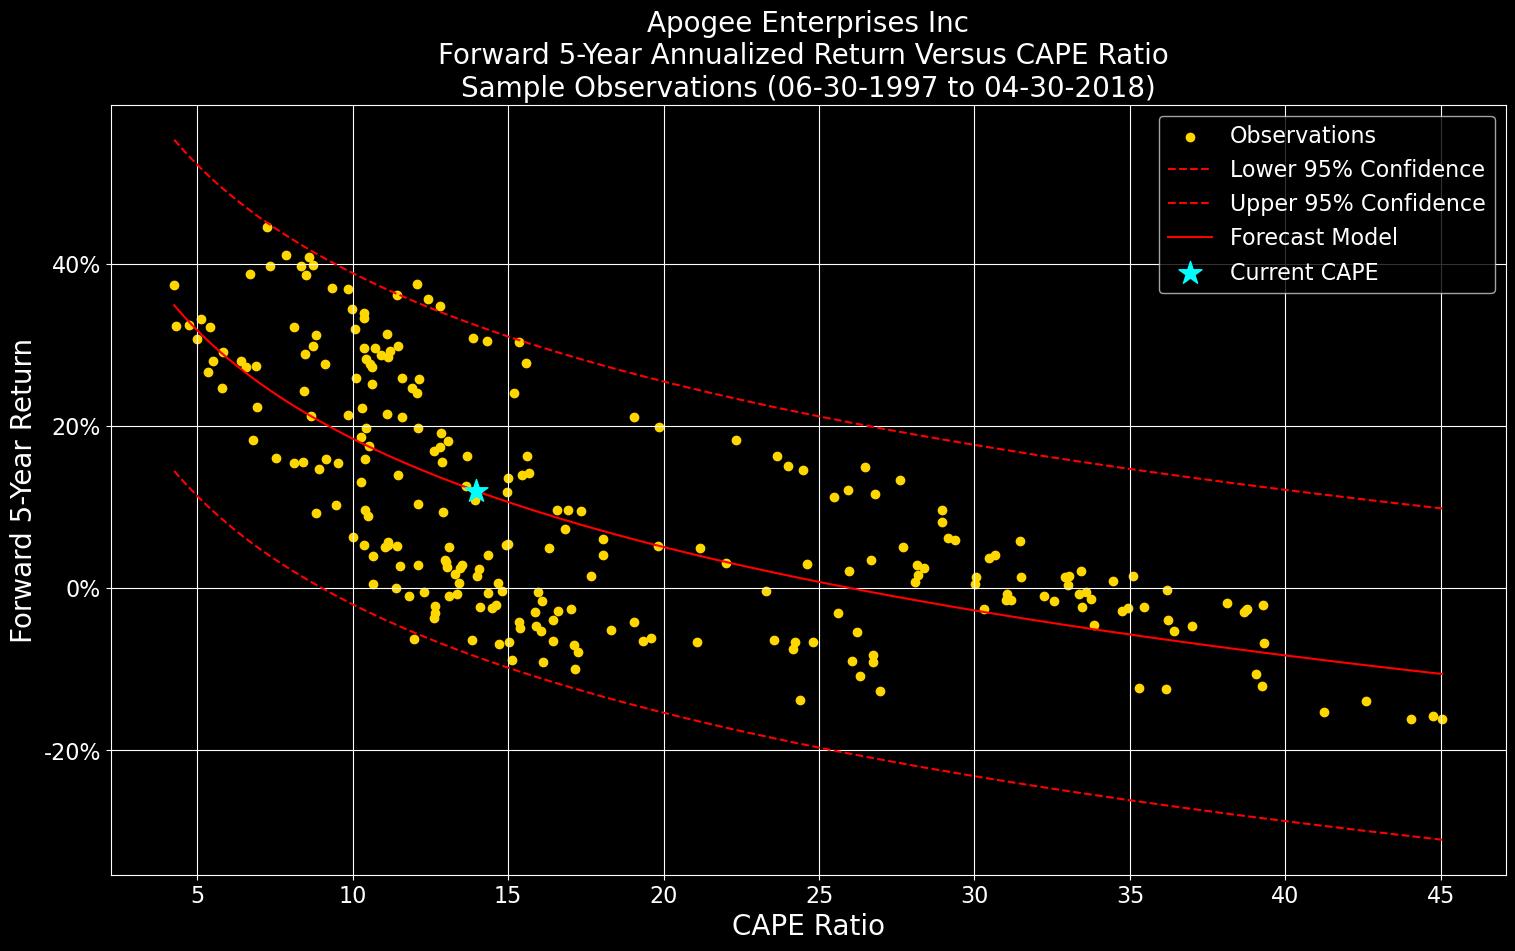 Apogee Enterprises Inc
Forward 5-Year Annualized Return Versus CAPE Ratio
Sample Observations (06-30-1997 to 04-30-2018)
Observations
Lower 95% Confidence
Upper 95% Confidence
Forecast Model
Current CAPE
Forward 5-Year Return
40%
20%
0%
-20%
5 10 15 20 25 30 35 40 45
CAPE Ratio